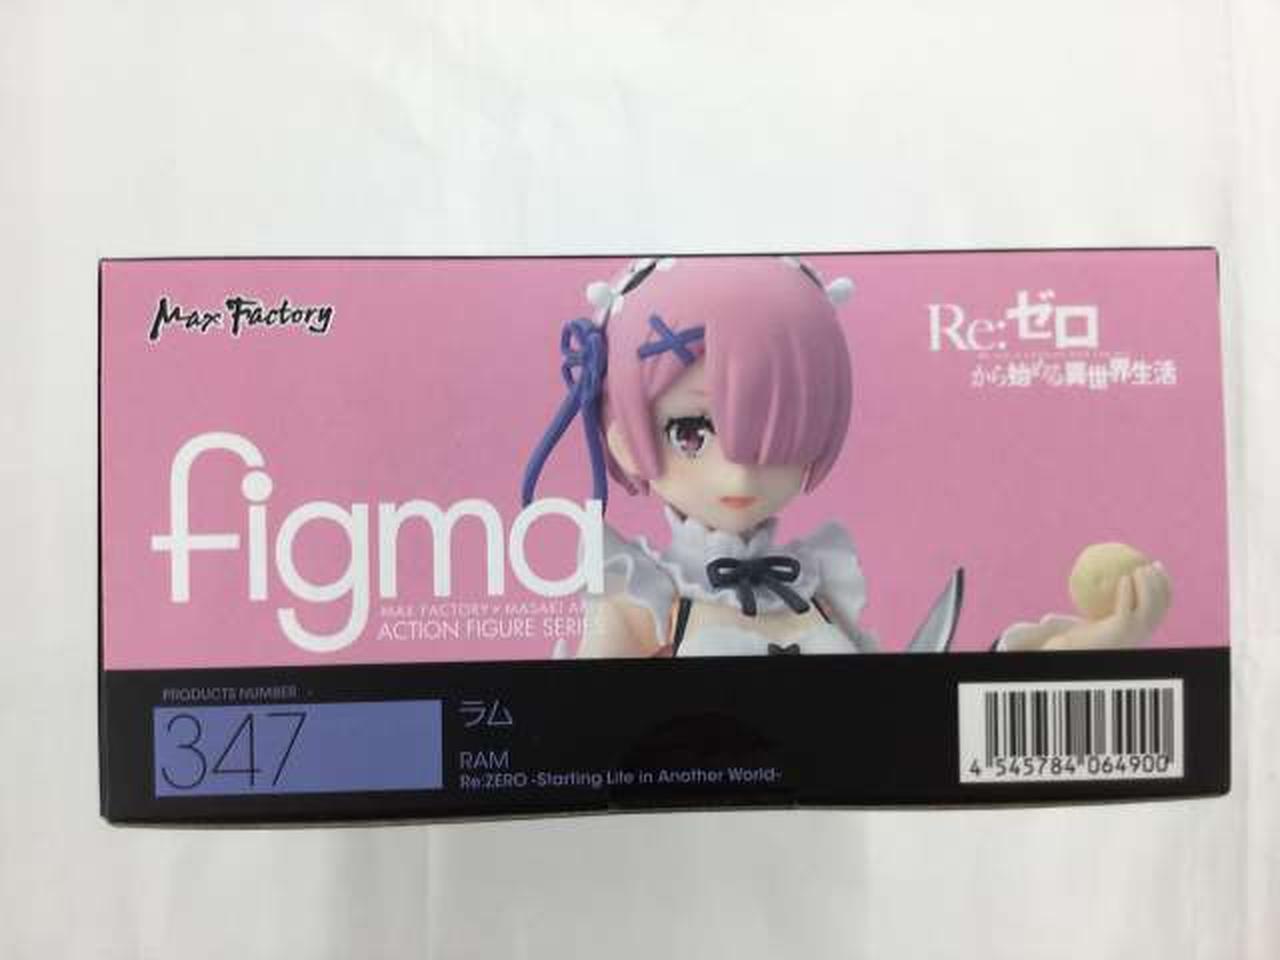 Max Factory
Re:ゼロ
から始める異世界生活
figma
MAX FACTORY × MASAKI
ACTION FIGURE SERIES
PRODUCTS NUMBER
347
ラム
RAM
Re:ZERO -Starting Life in Another World-
4 545784 064900